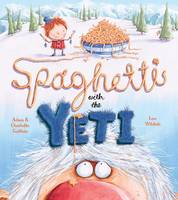 Spaghetti
with the
Adam &
Charlotte
Guillain
Lee
Wildish
YETI